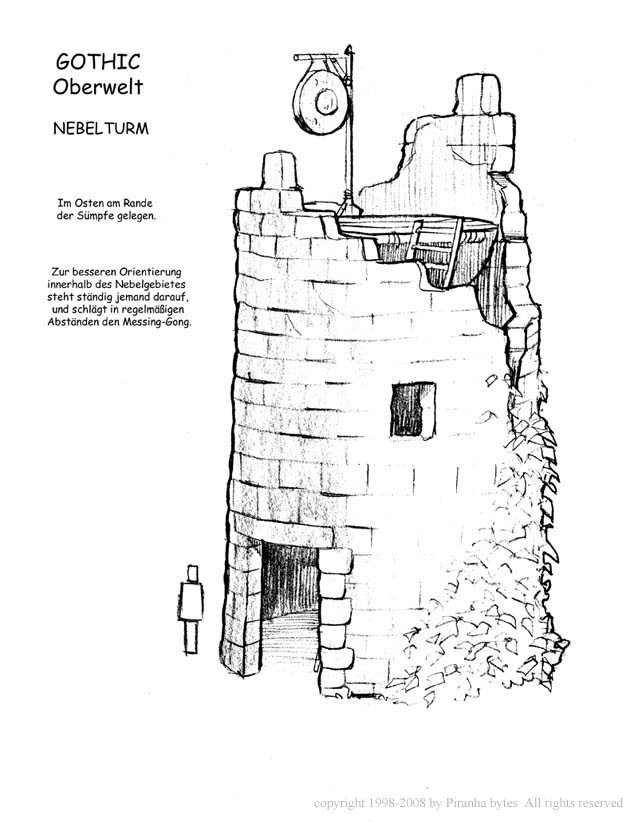 GOTHIC
Oberwelt
NEBELTURM
Im Osten am Rande
der Sümpfe gelegen.
Zur besseren Orientierung
innerhalb des Nebelgebietes
steht ständig jemand darauf,
und schlägt in regelmäßigen
Abständen den Messing-Gong.
copyright 1998-2008 by Piranha bytes All rights reserved